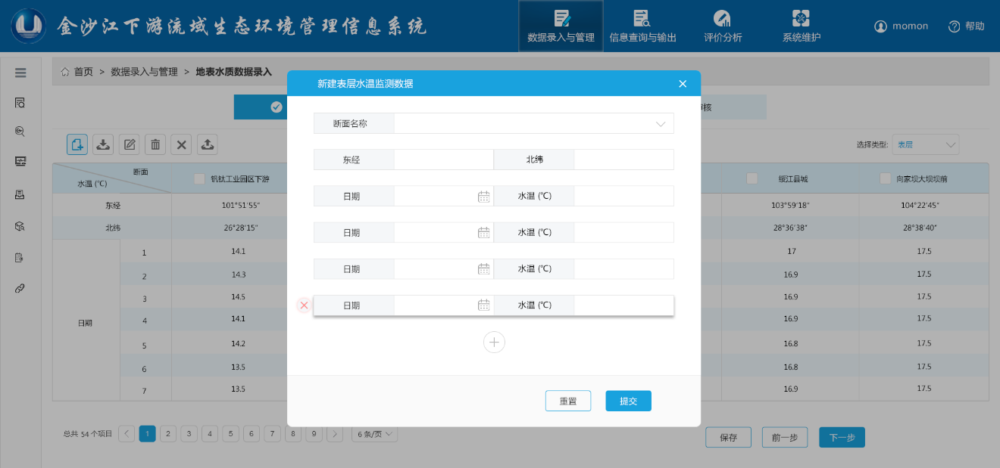 金沙江下游流域生态环境管理信息系统
数据录入与管理 信息查询与输出 评价分析 系统维护 momon 帮助
首页 > 数据录入与管理 > 地表水质数据录入
新建表层水温监测数据
核
断面名称
选择类型: 表层
东经 北纬
断面
水温 (℃)
钒钛工业园区下游 绥江县城 向家坝大坝坝前
日期 水温 (℃)
东经 101°51′55″ 103°59′18″ 104°22′45″
北纬 26°28′15″ 28°36′38″ 28°38′40″
日期 水温 (℃)
1 14.1 17 17.5
日期 水温 (℃)
2 14.3 16.9 17.5
3 14.5 16.9 17.5
日期 水温 (℃)
日期
4 14.1 16.9 17.5
5 14.2 16.8 17.5
6 13.5 16.8 17.5
7 13.5 16.9 17.5
重置 提交
总共 54 个项目 1 2 3 4 5 6 7 8 9 6 条/页
保存 前一步 下一步